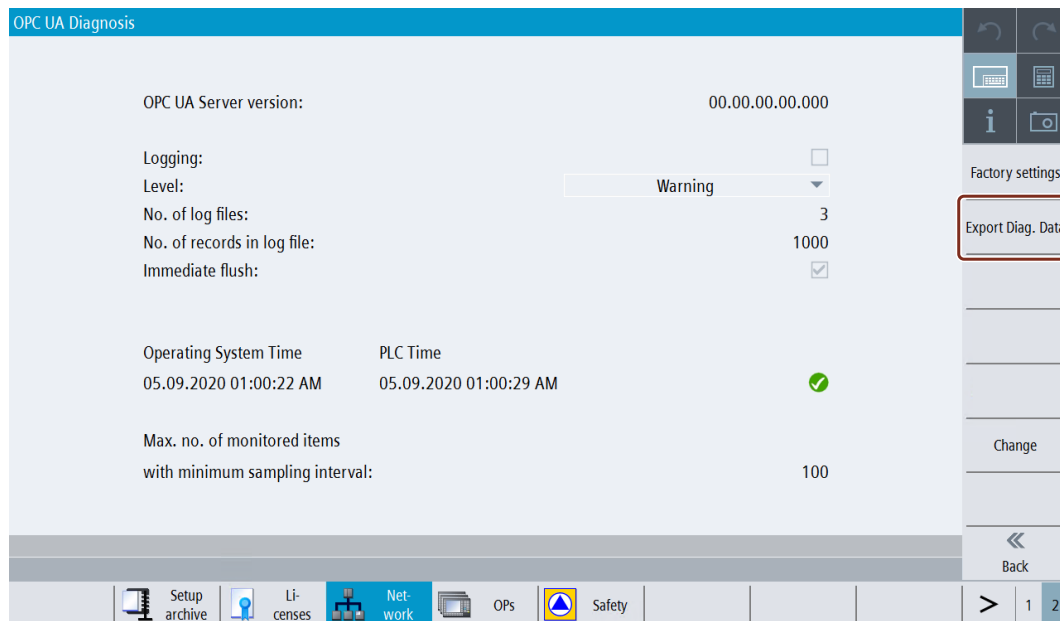 OPC UA Diagnosis
OPC UA Server version: 00.00.00.00.000
Logging:
Level: Warning
No. of log files: 3
No. of records in log file: 1000
Immediate flush:
Operating System Time PLC Time
05.09.2020 01:00:22 AM 05.09.2020 01:00:29 AM
Max. no. of monitored items
with minimum sampling interval: 100
i
Factory settings
Export Diag. Data
Change
Back
Setup
archive
Li-
censes
Net-
work
OPs
Safety
> 1 2